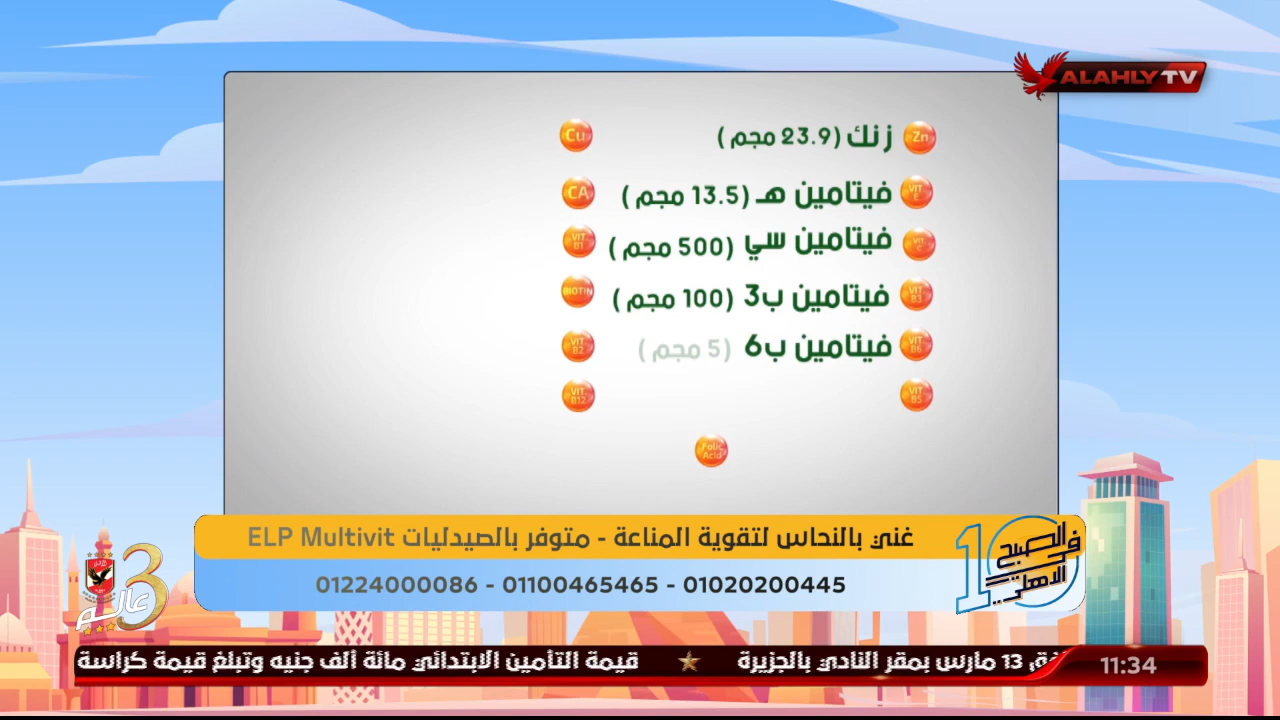 ALAHLY TV
Zn زنك (23.9 مجم) Cu
VIT E فيتامين هـ (13.5 مجم) CA
VIT C فيتامين سي (500 مجم) VIT B1
VIT B3 فيتامين ب3 (100 مجم) BIOTIN
VIT B6 فيتامين ب6 (5 مجم) VIT B2
VIT B5 VIT B12
Folic Acid
غني بالنحاس لتقوية المناعة - متوفر بالصيدليات ELP Multivit
01224000086 - 01100465465 - 01020200445
10 الصبح في الأهلي..
3 عالم
13 مارس بمقر النادي بالجزيرة ★ قيمة التأمين الابتدائي مائة ألف جنيه وتبلغ قيمة كراسة
11:34